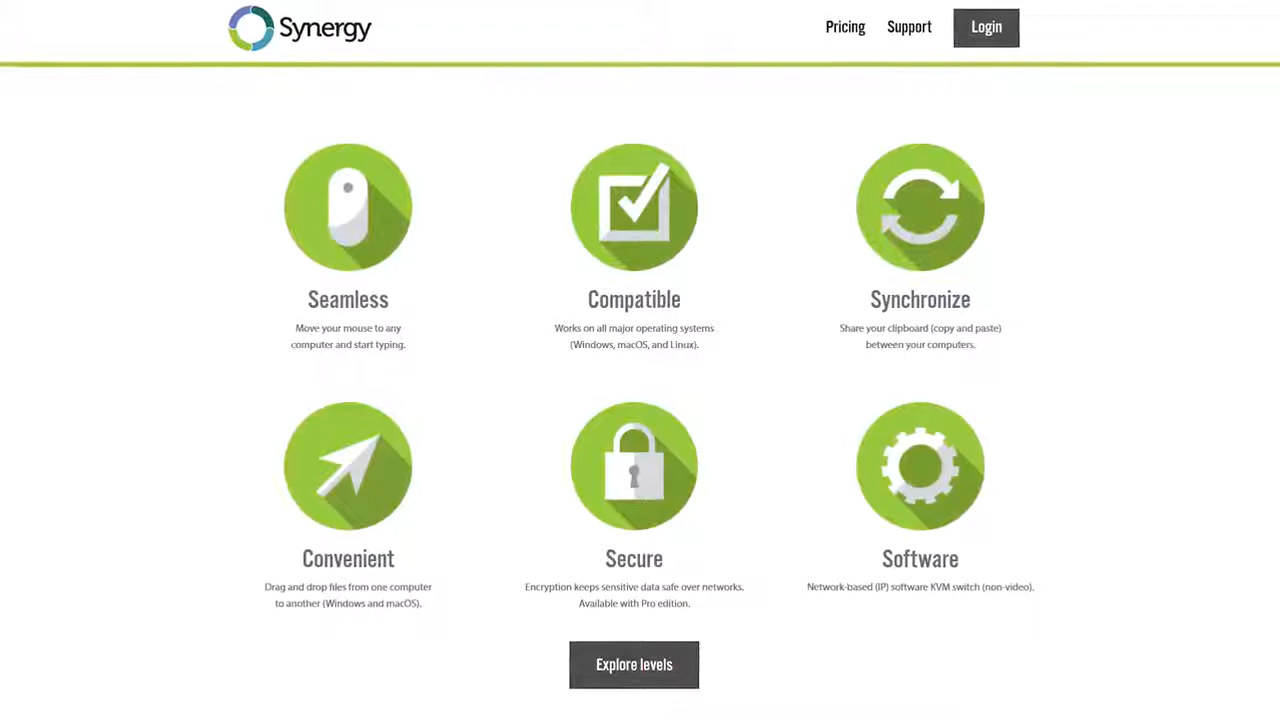 Synergy
Pricing
Support
Login
Seamless
Move your mouse to any
computer and start typing.
Compatible
Works on all major operating systems
(Windows, macOS, and Linux).
Synchronize
Share your clipboard (copy and paste)
between your computers.
Convenient
Drag and drop files from one computer
to another (Windows and macOS).
Secure
Encryption keeps sensitive data safe over networks.
Available with Pro edition.
Software
Network-based (IP) software KVM switch (non-video).
Explore levels